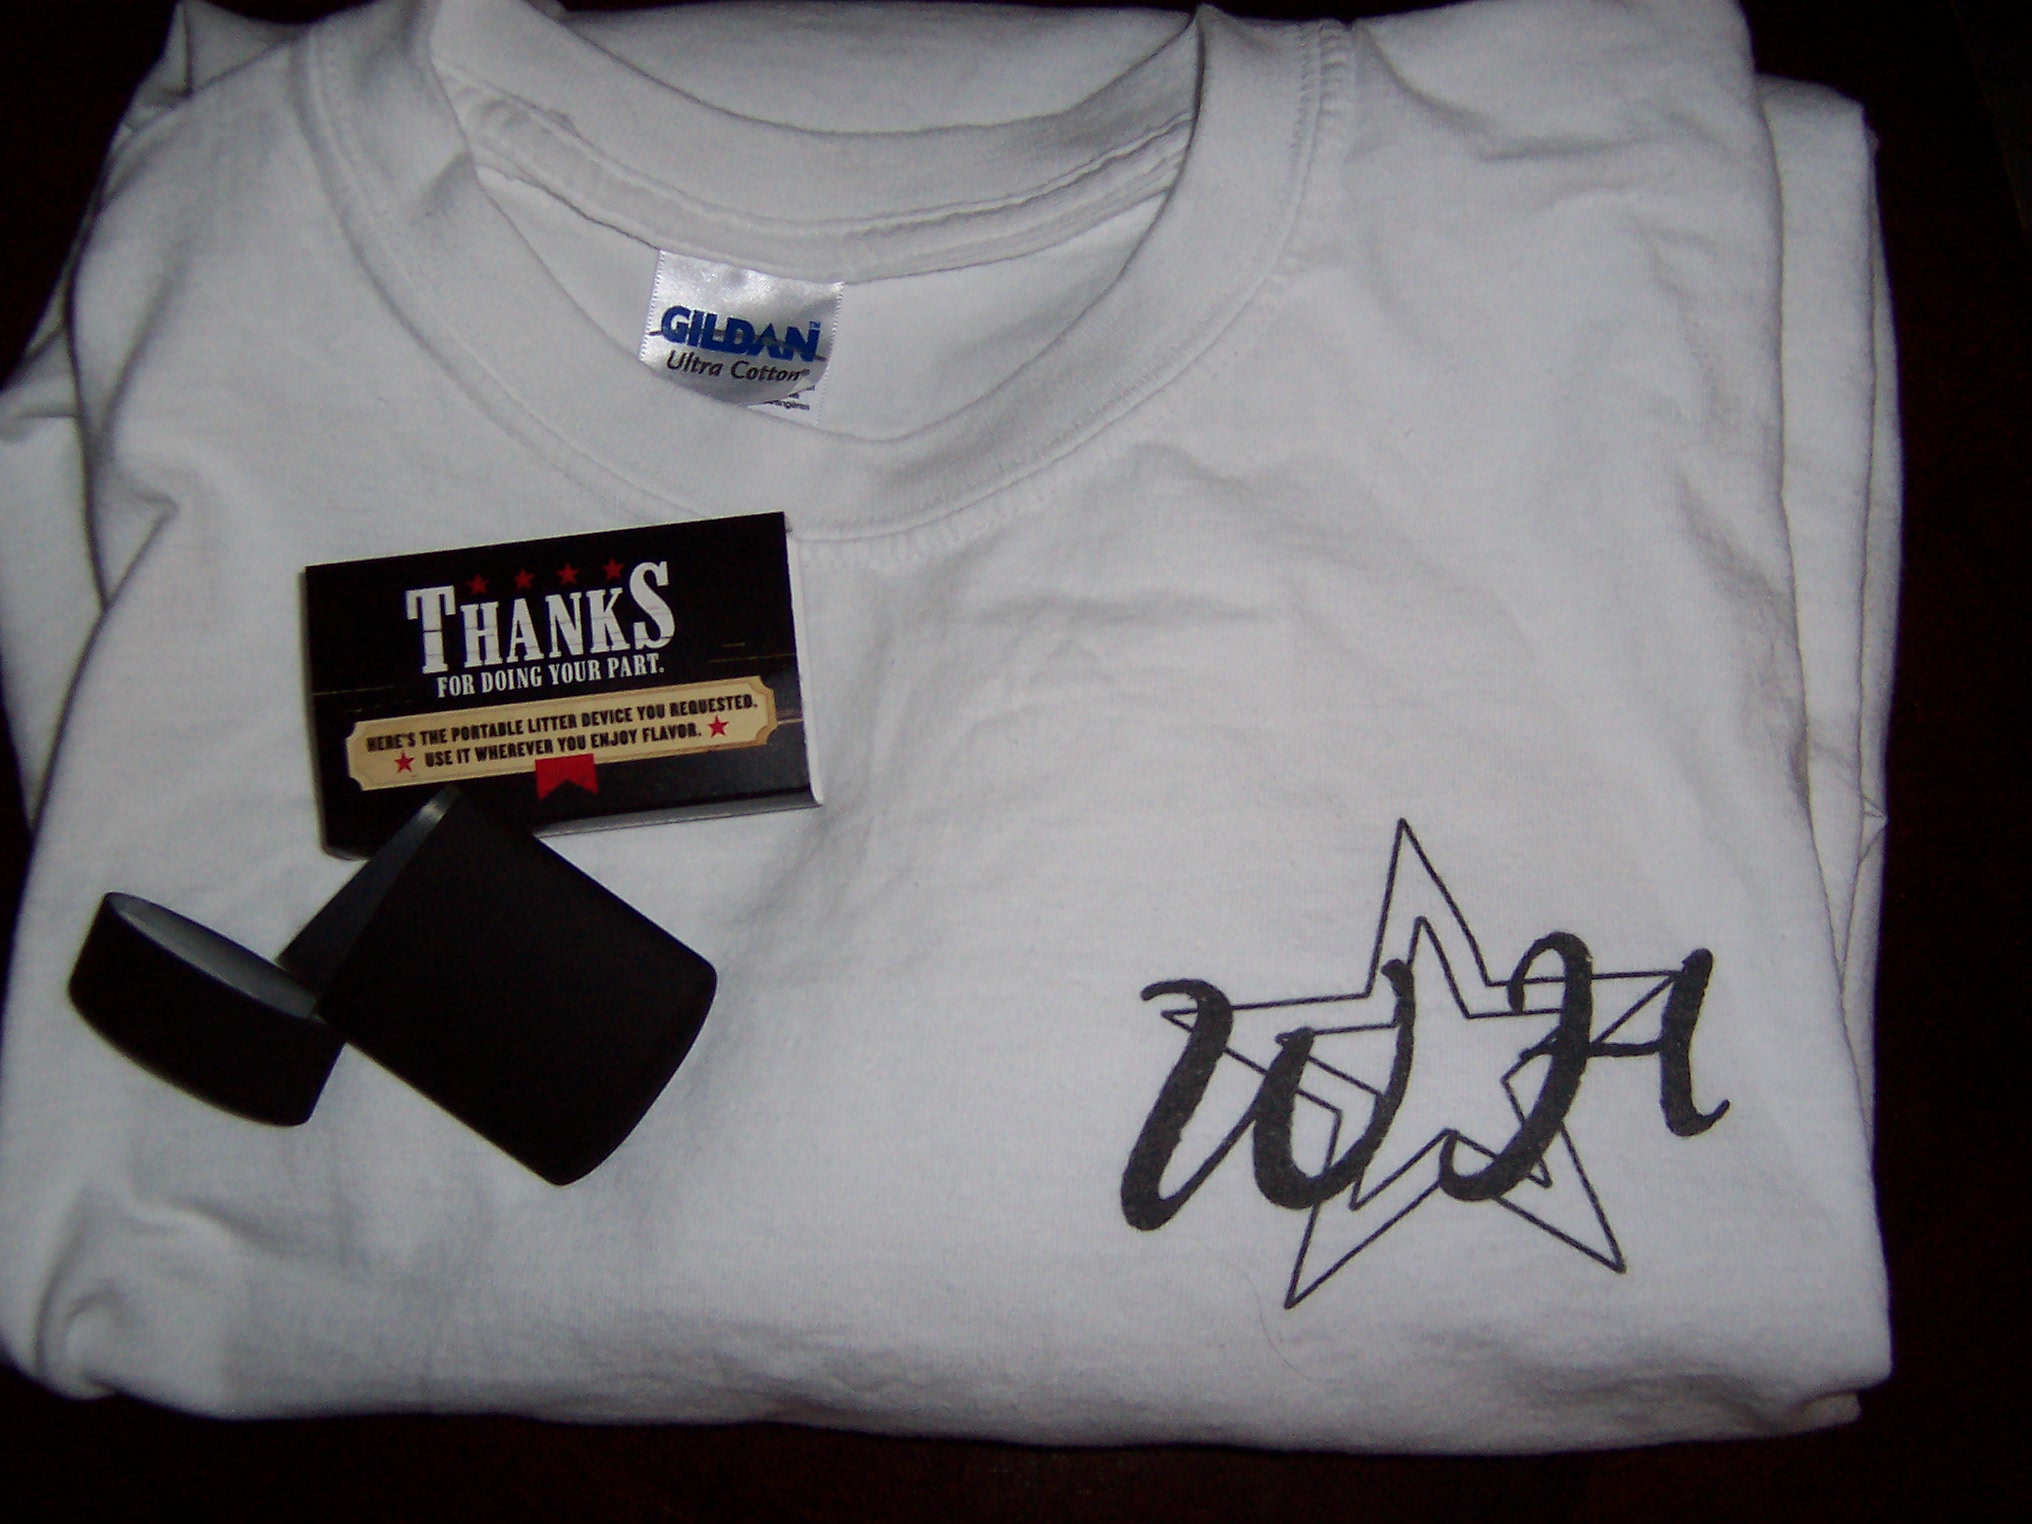 GILDAN™
Ultra Cotton®
THANKS
FOR DOING YOUR PART.
HERE'S THE PORTABLE LITTER DEVICE YOU REQUESTED.
USE IT WHEREVER YOU ENJOY FLAVOR.
WH